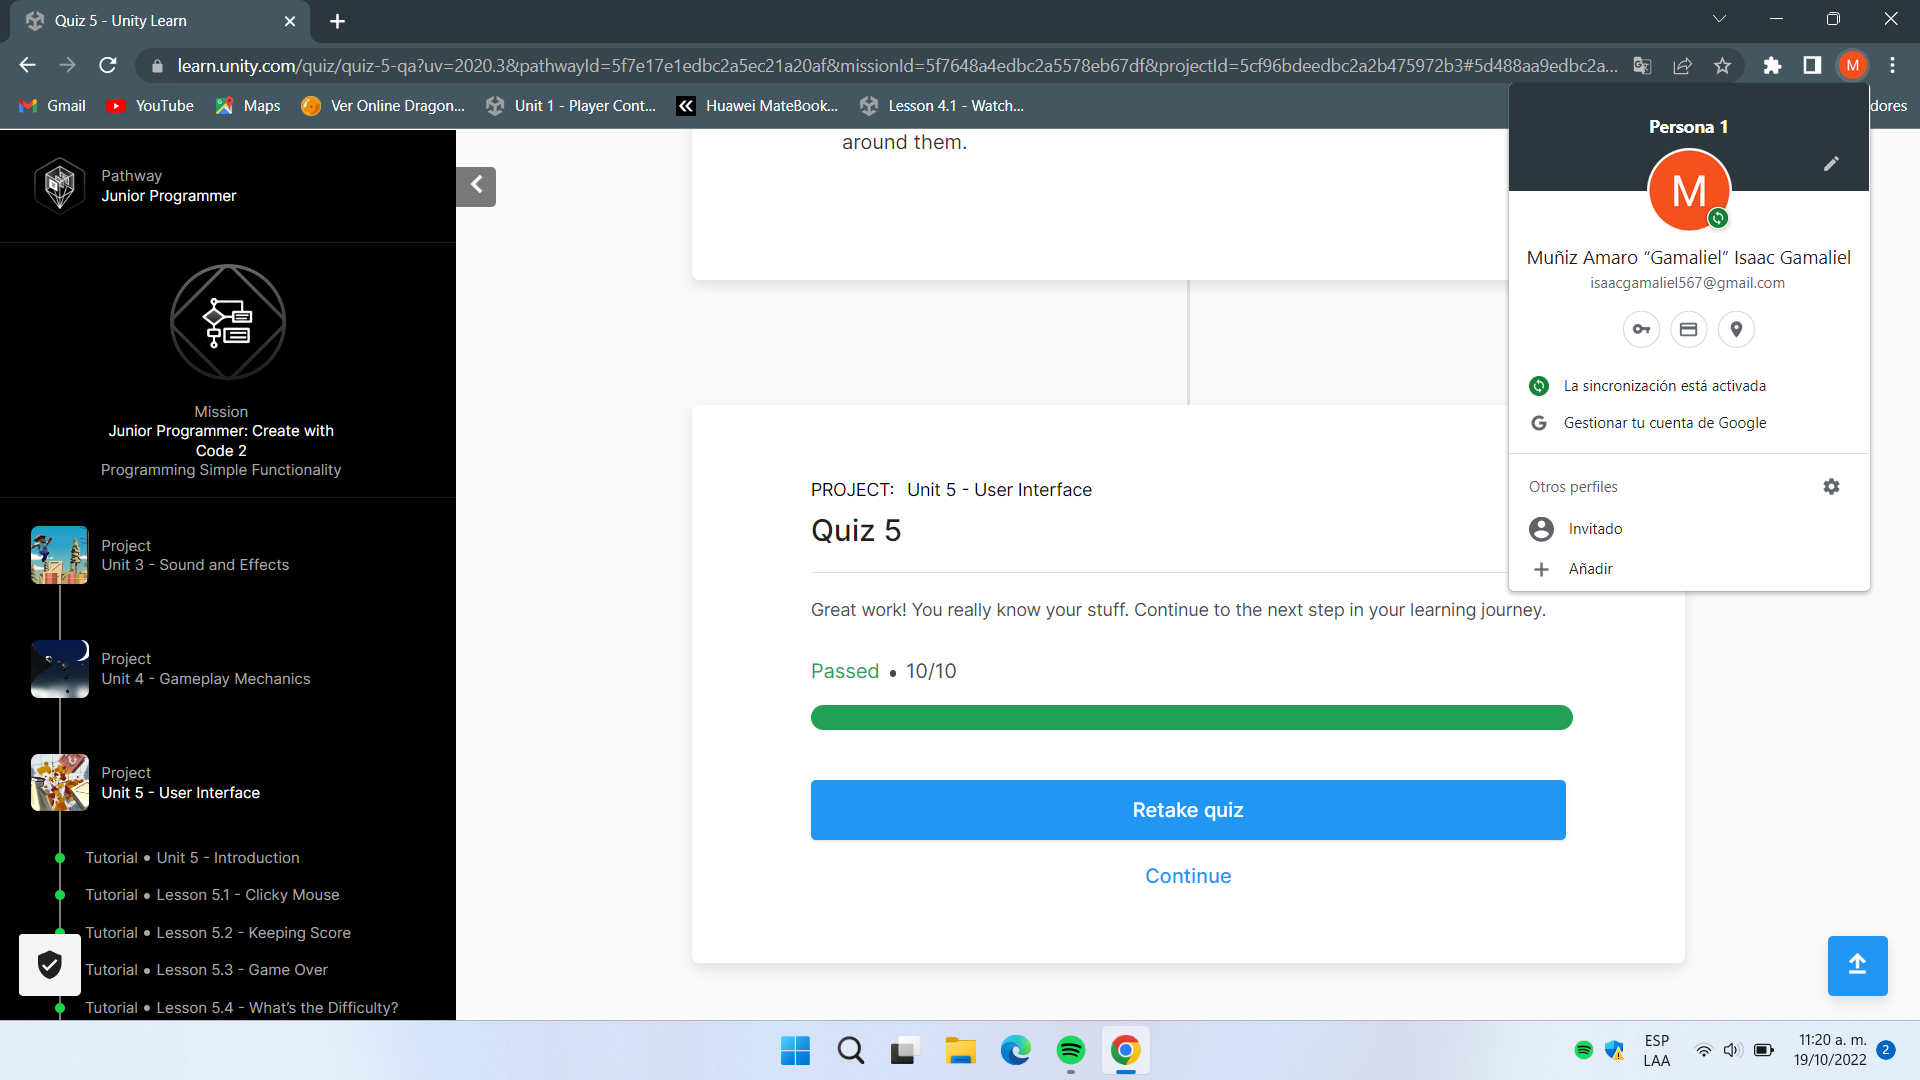 Quiz 5 - Unity Learn
learn.unity.com/quiz/quiz-5-qa?uv=2020.3&pathwayId=5f7e17e1edbc2a5ec21a20af&missionId=5f7648a4edbc2a5578eb67df&projectId=5cf96bdeedbc2a2b475972b3#5d488aa9edbc2a...
M
Gmail
YouTube
Maps
Ver Online Dragon...
Unit 1 - Player Cont...
Huawei MateBook...
Lesson 4.1 - Watch...
dores
Pathway
Junior Programmer
Mission
Junior Programmer: Create with
Code 2
Programming Simple Functionality
Project
Unit 3 - Sound and Effects
Project
Unit 4 - Gameplay Mechanics
Project
Unit 5 - User Interface
Tutorial • Unit 5 - Introduction
Tutorial • Lesson 5.1 - Clicky Mouse
Tutorial • Lesson 5.2 - Keeping Score
Tutorial • Lesson 5.3 - Game Over
Tutorial • Lesson 5.4 - What's the Difficulty?
around them.
PROJECT: Unit 5 - User Interface
Quiz 5
Great work! You really know your stuff. Continue to the next step in your learning journey.
Passed • 10/10
Retake quiz
Continue
Persona 1
M
Muñiz Amaro “Gamaliel” Isaac Gamaliel
isaacgamaliel567@gmail.com
La sincronización está activada
Gestionar tu cuenta de Google
Otros perfiles
Invitado
Añadir
ESP
LAA
11:20 a. m.
19/10/2022
2